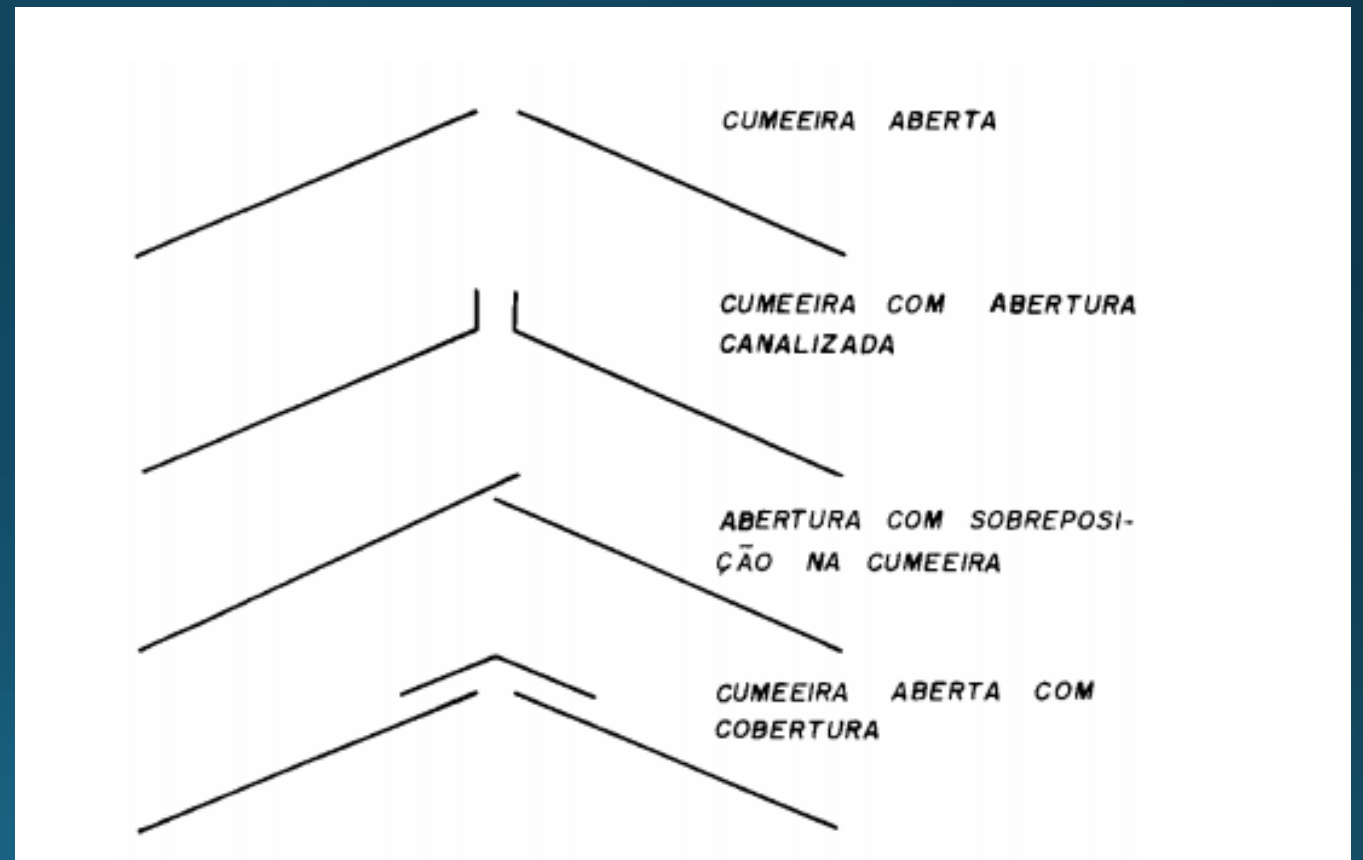 CUMEEIRA ABERTA
CUMEEIRA COM ABERTURA
CANALIZADA
ABERTURA COM SOBREPOSI-
ÇÃO NA CUMEEIRA
CUMEEIRA ABERTA COM
COBERTURA